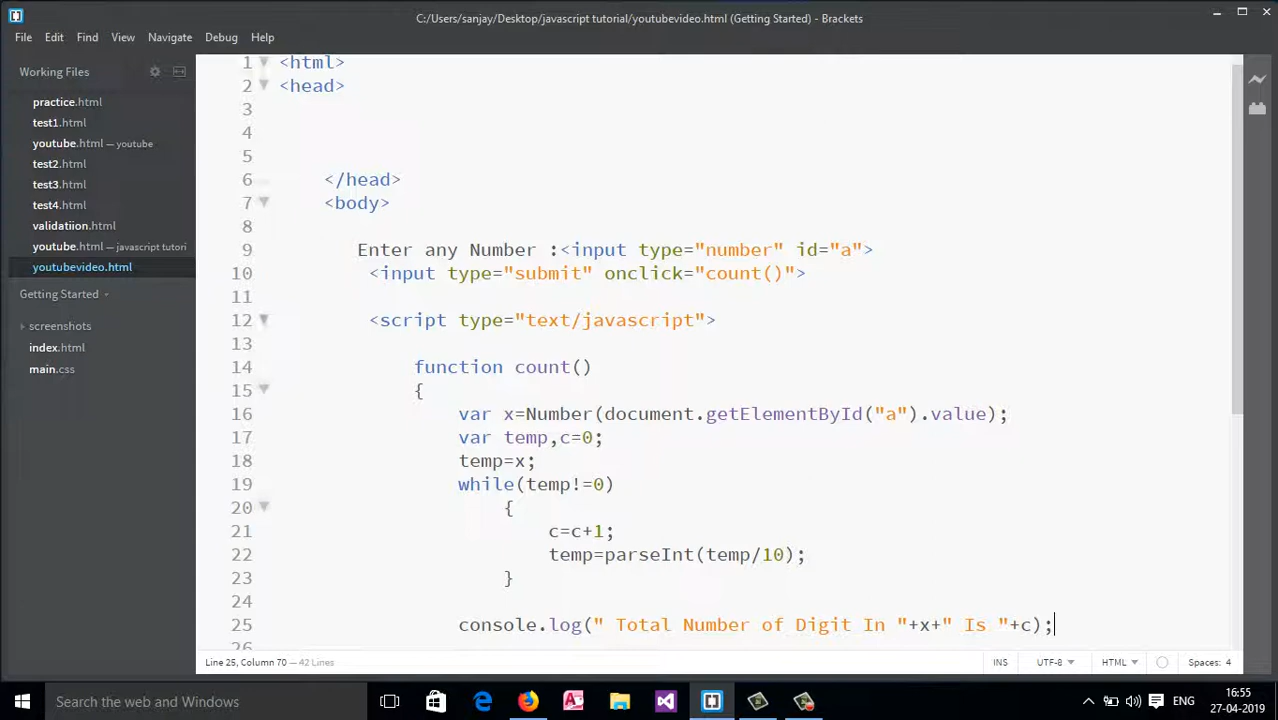 C:/Users/sanjay/Desktop/javascript tutorial/youtubevideo.html (Getting Started) - Brackets
File Edit Find View Navigate Debug Help
Working Files
practice.html
test1.html
youtube.html — youtube
test2.html
test3.html
test4.html
validatiion.html
youtube.html — javascript tutori
youtubevideo.html
Getting Started
screenshots
index.html
main.css
1 <html>
2 <head>
3
4
5
6 </head>
7 <body>
8
9 Enter any Number :<input type="number" id="a">
10 <input type="submit" onclick="count()">
11
12 <script type="text/javascript">
13
14 function count()
15 {
16 var x=Number(document.getElementById("a").value);
17 var temp,c=0;
18 temp=x;
19 while(temp!=0)
20 {
21 c=c+1;
22 temp=parseInt(temp/10);
23 }
24
25 console.log(" Total Number of Digit In "+x+" Is "+c);
Line 25, Column 70 — 42 Lines
INS UTF-8 HTML Spaces: 4
Search the web and Windows
ENG
16:55
27-04-2019